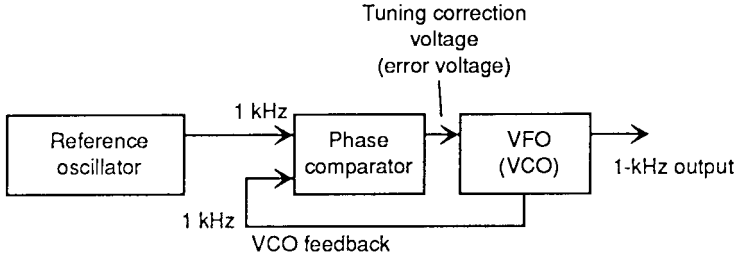 Tuning correction
voltage
(error voltage)
1 kHz
Reference
oscillator
Phase
comparator
VFO
(VCO)
1-kHz output
1 kHz
VCO feedback